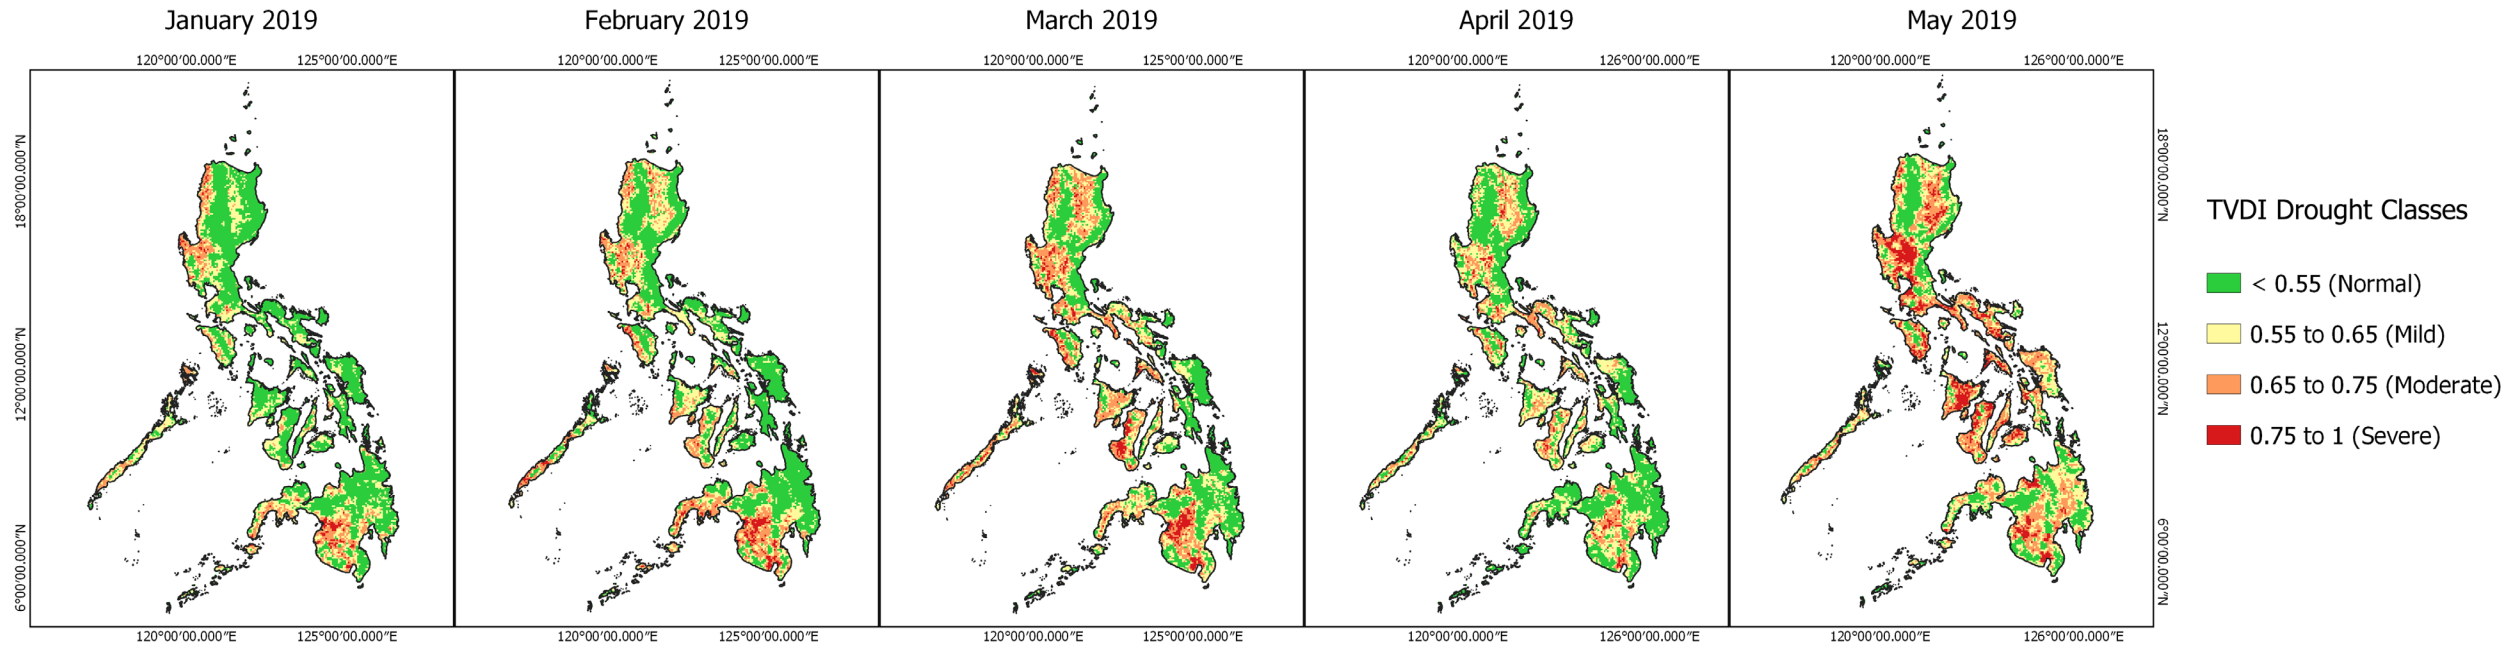 January 2019
February 2019
March 2019
April 2019
May 2019
120°00′00.000″E 125°00′00.000″E
120°00′00.000″E 125°00′00.000″E
120°00′00.000″E 125°00′00.000″E
120°00′00.000″E 126°00′00.000″E
120°00′00.000″E 126°00′00.000″E
18°00′00.000″N
12°00′00.000″N
6°00′00.000″N
18°00′00.000″N
12°00′00.000″N
6°00′00.000″N
TVDI Drought Classes
< 0.55 (Normal)
0.55 to 0.65 (Mild)
0.65 to 0.75 (Moderate)
0.75 to 1 (Severe)
120°00′00.000″E 125°00′00.000″E
120°00′00.000″E 125°00′00.000″E
120°00′00.000″E 125°00′00.000″E
120°00′00.000″E 126°00′00.000″E
120°00′00.000″E 126°00′00.000″E